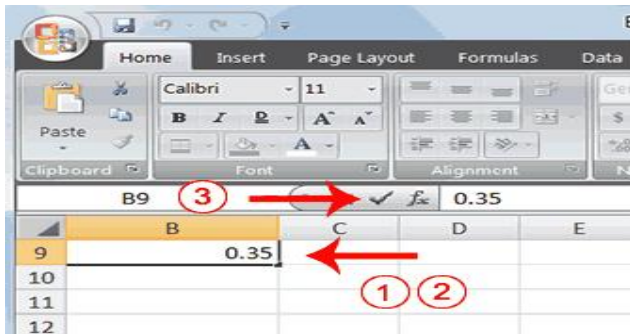 Home Insert Page Layout Formulas Data
Calibri 11
Paste B I D A A A
Clipboard Font Alignment
B9 3 fx 0.35
B C D E
9 0.35
10 1 2
11
12